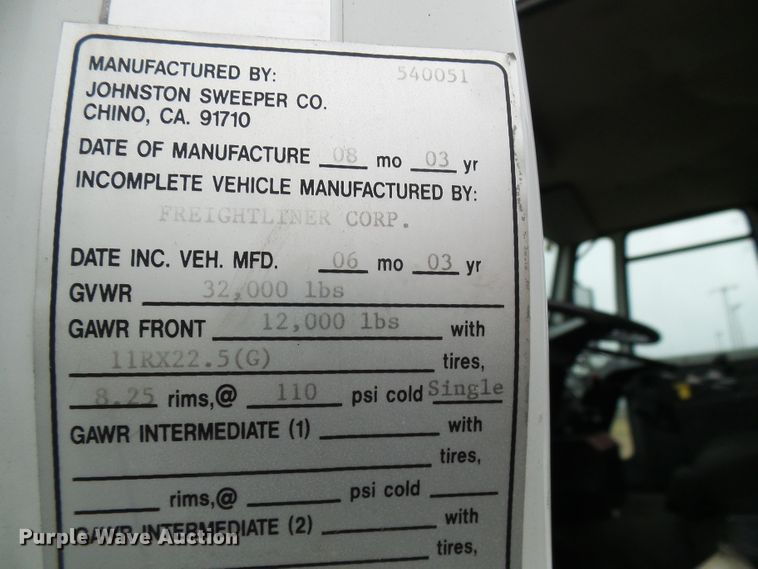 MANUFACTURED BY: 540051
JOHNSTON SWEEPER CO.
CHINO, CA. 91710
DATE OF MANUFACTURE 08 mo 03 yr
INCOMPLETE VEHICLE MANUFACTURED BY:
FREIGHTLINER CORP.
DATE INC. VEH. MFD. 06 mo 03 yr
GVWR 32,000 lbs
GAWR FRONT 12,000 lbs with
11RX22.5(G) tires,
8.25 rims,@ 110 psi cold Single
GAWR INTERMEDIATE (1) with
tires,
rims,@ psi cold
GAWR INTERMEDIATE (2) with
Purple Wave Auction
tires,